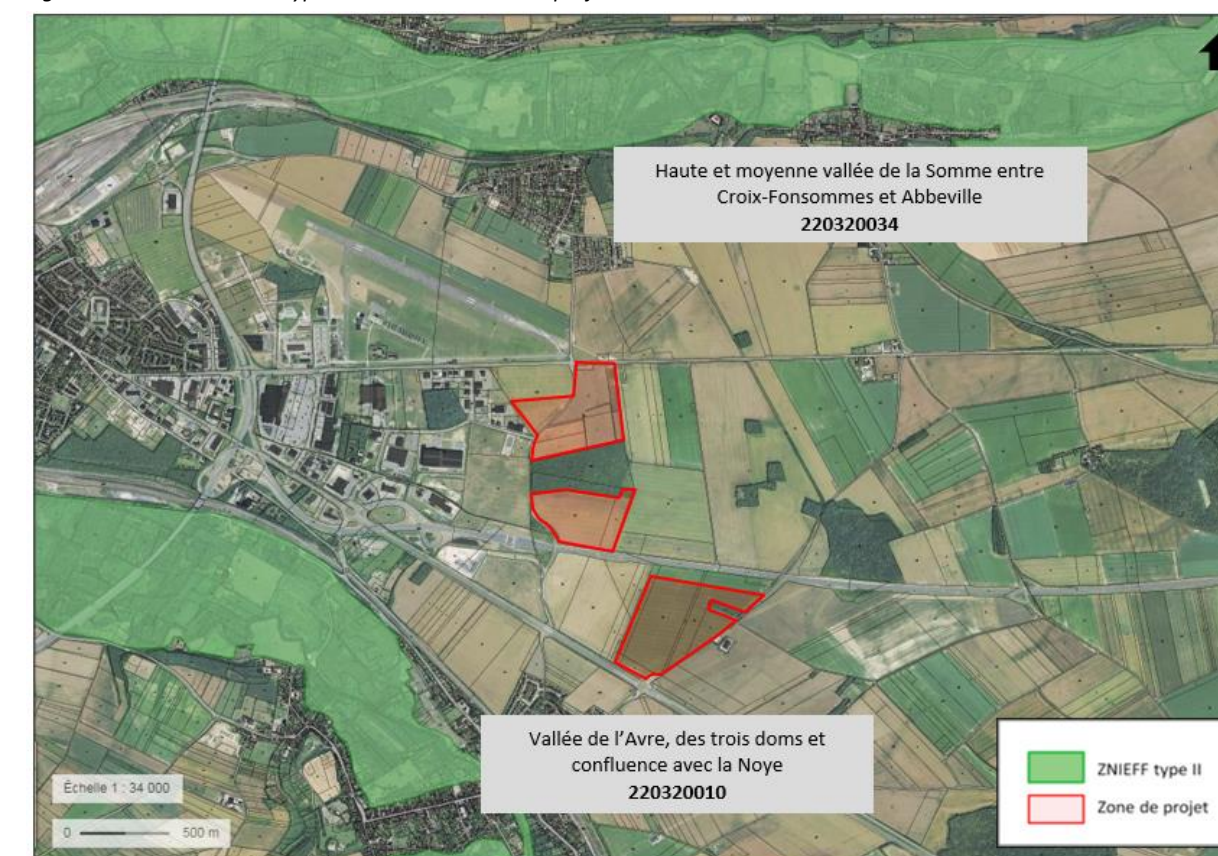 Haute et moyenne vallée de la Somme entre
Croix-Fonsommes et Abbeville
220320034
Vallée de l’Avre, des trois doms et
confluence avec la Noye
220320010
ZNIEFF type II
Zone de projet
Échelle 1 : 34 000
0 500 m